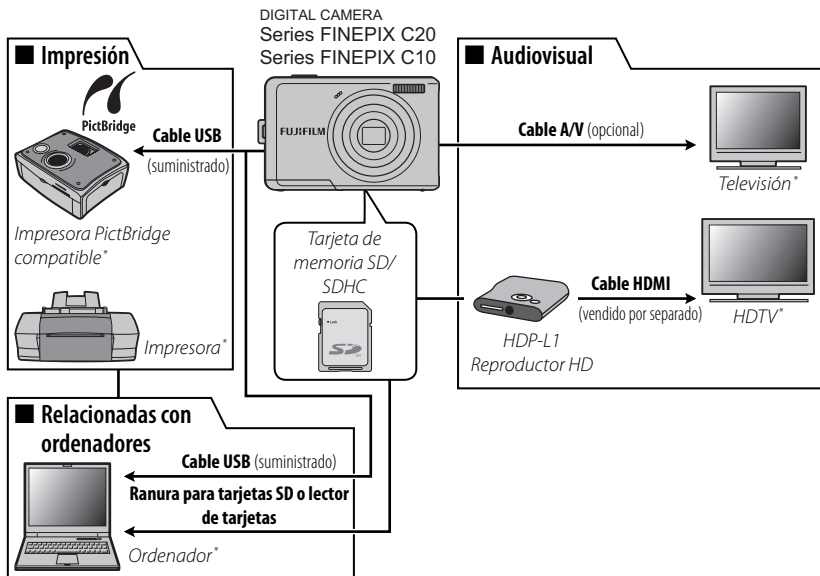 DIGITAL CAMERA
Series FINEPIX C20
Series FINEPIX C10
■ Impresión
PictBridge
Cable USB
(suministrado)
Impresora PictBridge
compatible*
Impresora*
FUJIFILM
Tarjeta de
memoria SD/
SDHC
Lock
SD
■ Audiovisual
Cable A/V (opcional)
Televisión*
Cable HDMI
(vendido por separado)
HDTV*
HDP-L1
Reproductor HD
■ Relacionadas con
ordenadores
Cable USB (suministrado)
Ranura para tarjetas SD o lector
de tarjetas
Ordenador*